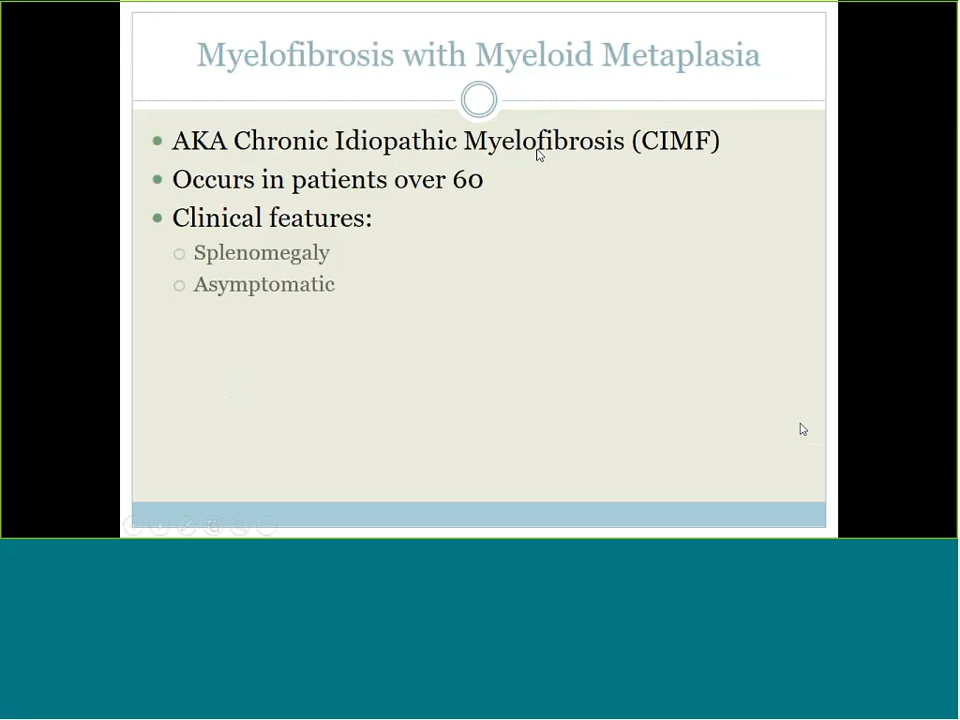 Myelofibrosis with Myeloid Metaplasia
AKA Chronic Idiopathic Myelofibrosis (CIMF)
Occurs in patients over 60
Clinical features:
Splenomegaly
Asymptomatic